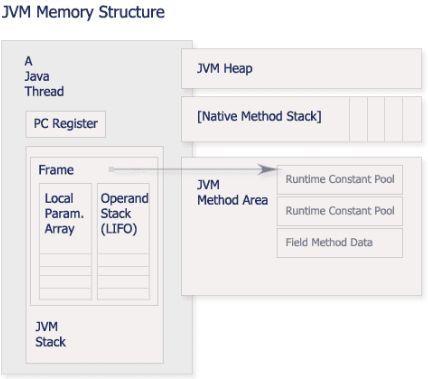 JVM Memory Structure
A
Java
Thread
PC Register
Frame
Local
Param.
Array
Operand
Stack
(LIFO)
JVM
Stack
JVM Heap
[Native Method Stack]
JVM
Method Area
Runtime Constant Pool
Runtime Constant Pool
Field Method Data